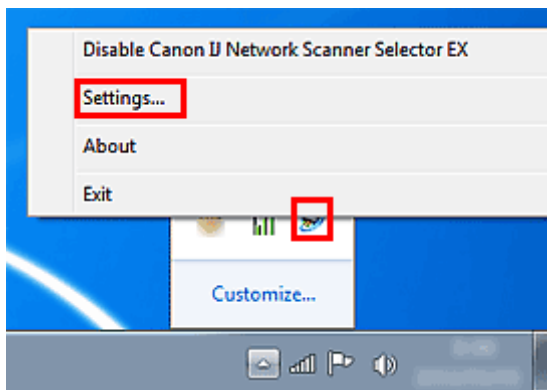 Disable Canon IJ Network Scanner Selector EX
Settings...
About
Exit
Customize...